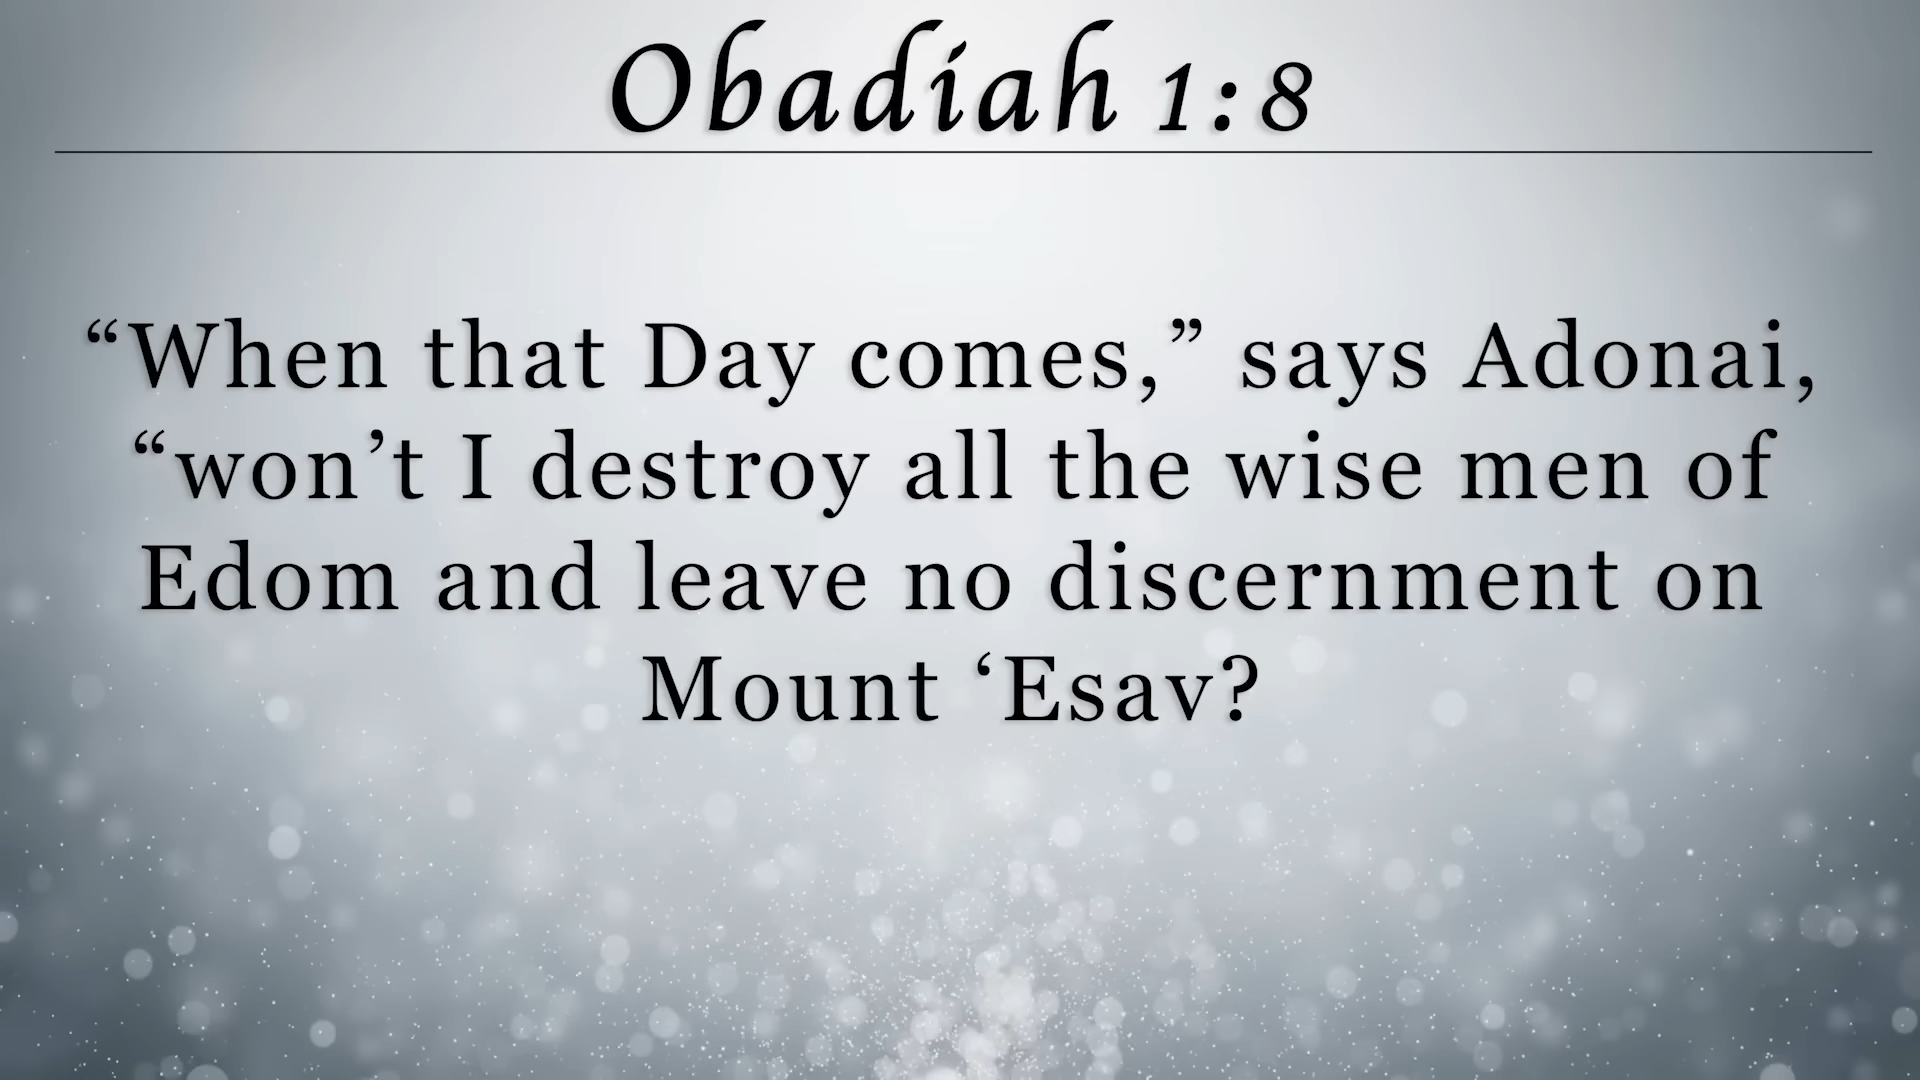 Obadiah 1:8
“When that Day comes,” says Adonai,
“won’t I destroy all the wise men of
Edom and leave no discernment on
Mount ‘Esav?